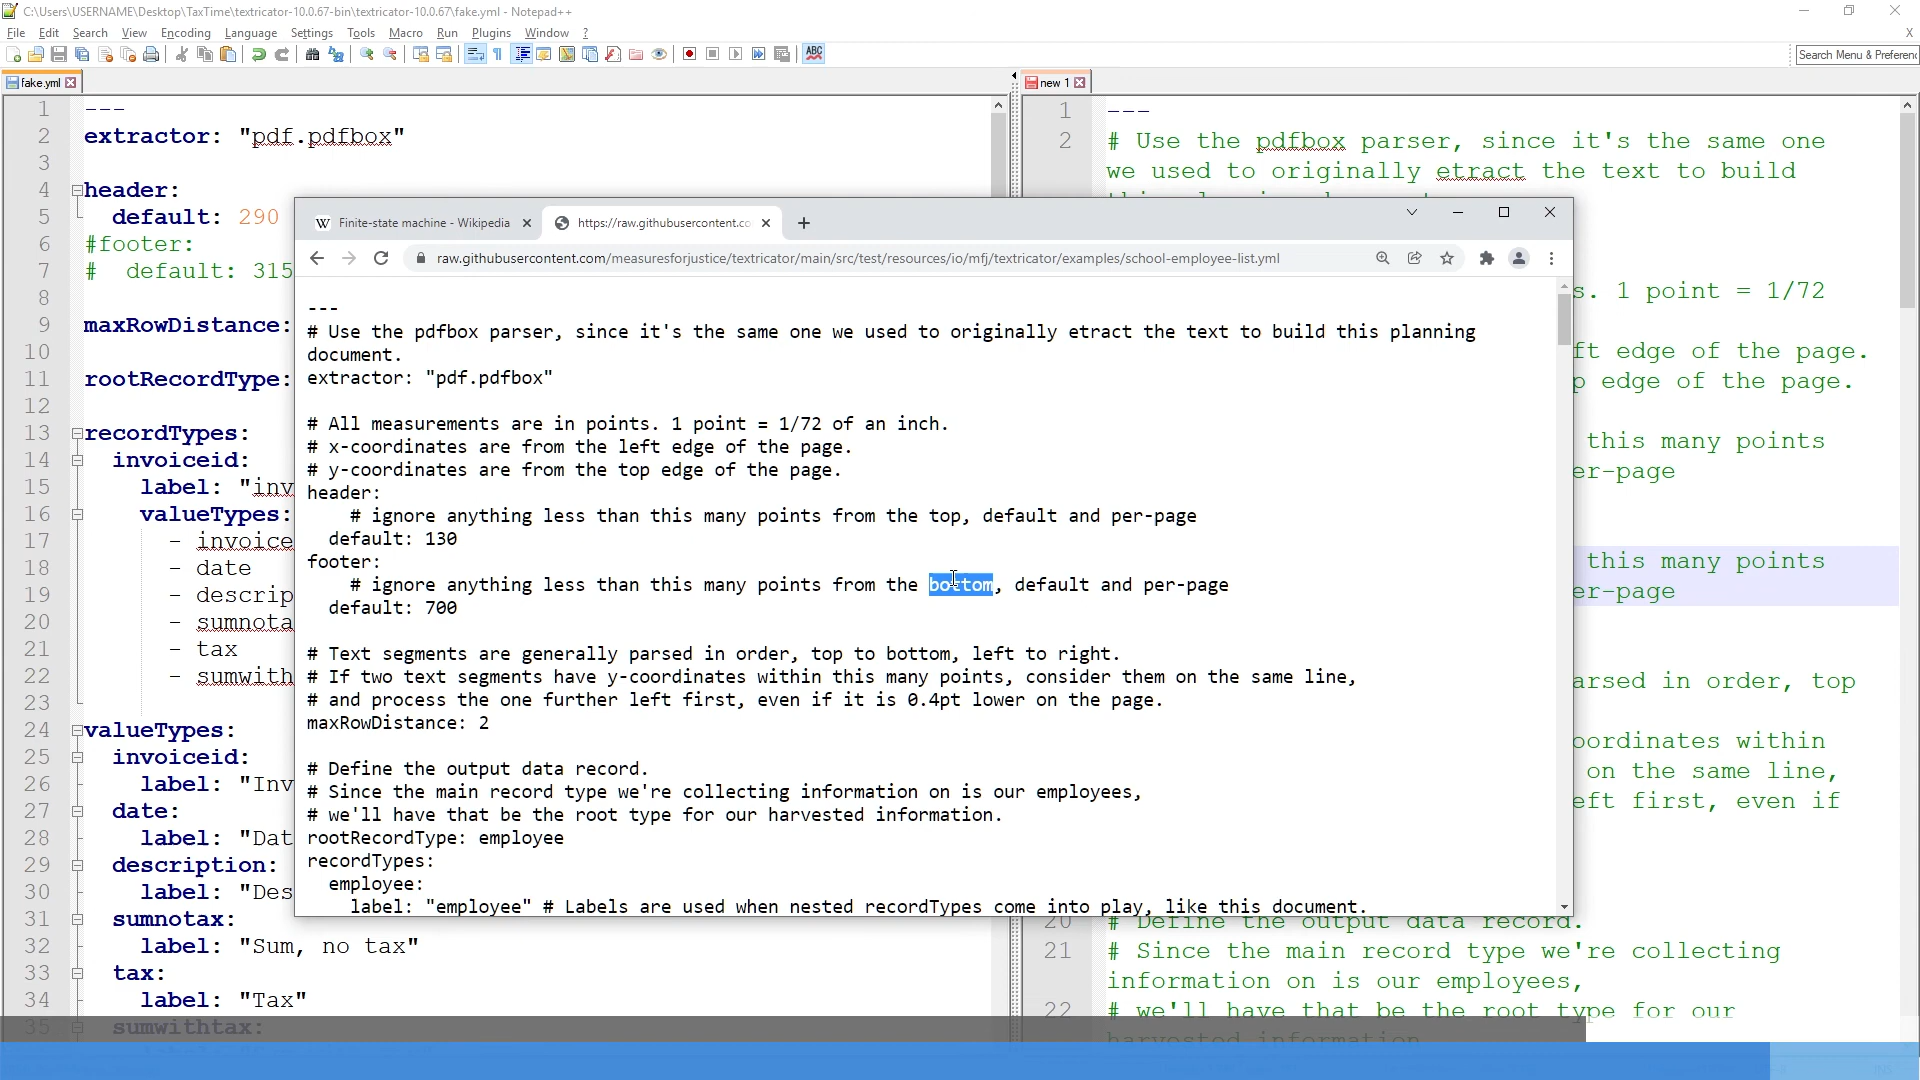 C:\Users\USERNAME\Desktop\TaxTime\textricator-10.0.67-bin\textricator-10.0.67\fake.yml - Notepad++
File Edit Search View Encoding Language Settings Tools Macro Run Plugins Window ? X
ABC
Search Menu & Preferenc
fake.yml
1 ---
2 extractor: "pdf.pdfbox"
3
4 header:
5 default: 290
6 #footer:
7 # default: 315
8
9 maxRowDistance:
10
11 rootRecordType:
12
13 recordTypes:
14 invoiceid:
15 label: "inv
16 valueTypes:
17 - invoice
18 - date
19 - descrip
20 - sumnota
21 - tax
22 - sumwith
23
24 valueTypes:
25 invoiceid:
26 label: "Inv
27 date:
28 label: "Dat
29 description:
30 label: "Des
31 sumnotax:
32 label: "Sum, no tax"
33 tax:
34 label: "Tax"
35 sumwithtax:
W Finite-state machine - Wikipedia
https://raw.githubusercontent.co
raw.githubusercontent.com/measuresforjustice/textricator/main/src/test/resources/io/mfj/textricator/examples/school-employee-list.yml
---
# Use the pdfbox parser, since it's the same one we used to originally etract the text to build this planning
document.
extractor: "pdf.pdfbox"
# All measurements are in points. 1 point = 1/72 of an inch.
# x-coordinates are from the left edge of the page.
# y-coordinates are from the top edge of the page.
header:
# ignore anything less than this many points from the top, default and per-page
default: 130
footer:
# ignore anything less than this many points from the bottom, default and per-page
default: 700
# Text segments are generally parsed in order, top to bottom, left to right.
# If two text segments have y-coordinates within this many points, consider them on the same line,
# and process the one further left first, even if it is 0.4pt lower on the page.
maxRowDistance: 2
# Define the output data record.
# Since the main record type we're collecting information on is our employees,
# we'll have that be the root type for our harvested information.
rootRecordType: employee
recordTypes:
employee:
label: "employee" # Labels are used when nested recordTypes come into play, like this document.
new 1
1 ---
2 # Use the pdfbox parser, since it's the same one
we used to originally etract the text to build
s. 1 point = 1/72
ft edge of the page.
p edge of the page.
this many points
er-page
this many points
er-page
arsed in order, top
oordinates within
on the same line,
eft first, even if
20 # Define the output data record.
21 # Since the main record type we're collecting
information on is our employees,
22 # we'll have that be the root type for our
harvested information